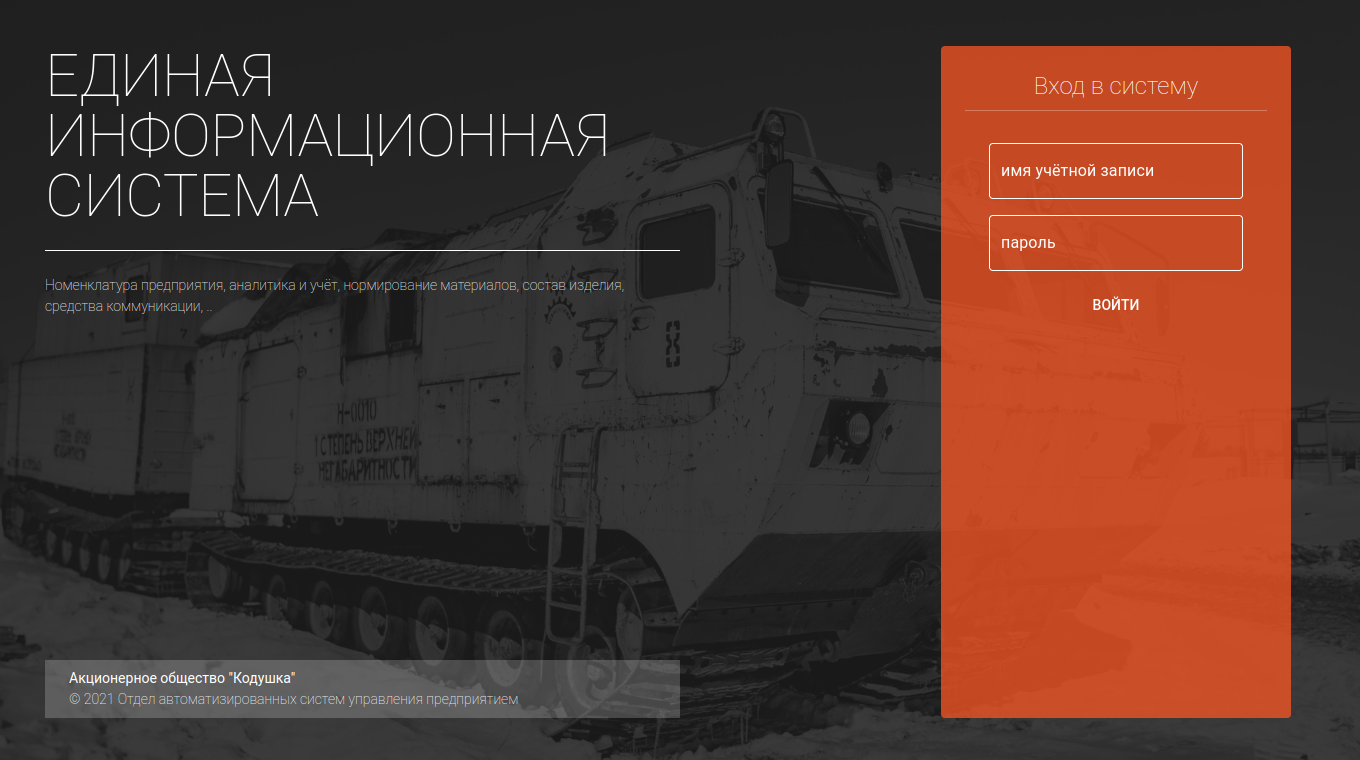 ЕДИНАЯ
ИНФОРМАЦИОННАЯ
СИСТЕМА
Номенклатура предприятия, аналитика и учёт, нормирование материалов, состав изделия,
средства коммуникации, ..
Н-0010
1 СТЕПЕНЬ ВЕРХНЕЙ
НЕГАБАРИТНОСТИ
Акционерное общество "Кодушка"
© 2021 Отдел автоматизированных систем управления предприятием
Вход в систему
имя учётной записи
пароль
ВОЙТИ